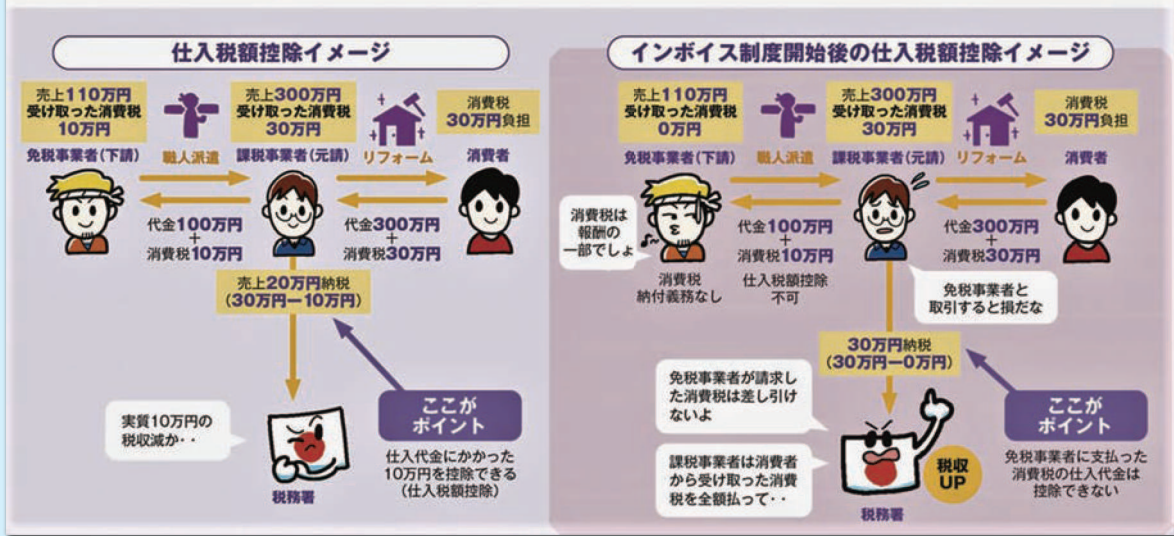 仕入税額控除イメージ
売上110万円
受け取った消費税
10万円
売上300万円
受け取った消費税
30万円
消費税
30万円負担
免税事業者(下請)
職人派遣
課税事業者(元請)
リフォーム
消費者
代金100万円
+
消費税10万円
代金300万円
+
消費税30万円
売上20万円納税
(30万円ー10万円)
実質10万円の
税収減か・・
税務署
ここが
ポイント
仕入代金にかかった
10万円を控除できる
(仕入税額控除)
インボイス制度開始後の仕入税額控除イメージ
売上110万円
受け取った消費税
0万円
売上300万円
受け取った消費税
30万円
消費税
30万円負担
免税事業者(下請)
職人派遣
課税事業者(元請)
リフォーム
消費者
消費税は
報酬の
一部でしょ
代金100万円
+
消費税10万円
代金300万円
+
消費税30万円
消費税
納付義務なし
仕入税額控除
不可
免税事業者と
取引すると損だな
30万円納税
(30万円ー0万円)
免税事業者が請求し
た消費税は差し引け
ないよ
課税事業者は消費者
から受け取った消費
税を全額払って・・
税収
UP
税務署
ここが
ポイント
免税事業者に支払った
消費税の仕入代金は
控除できない